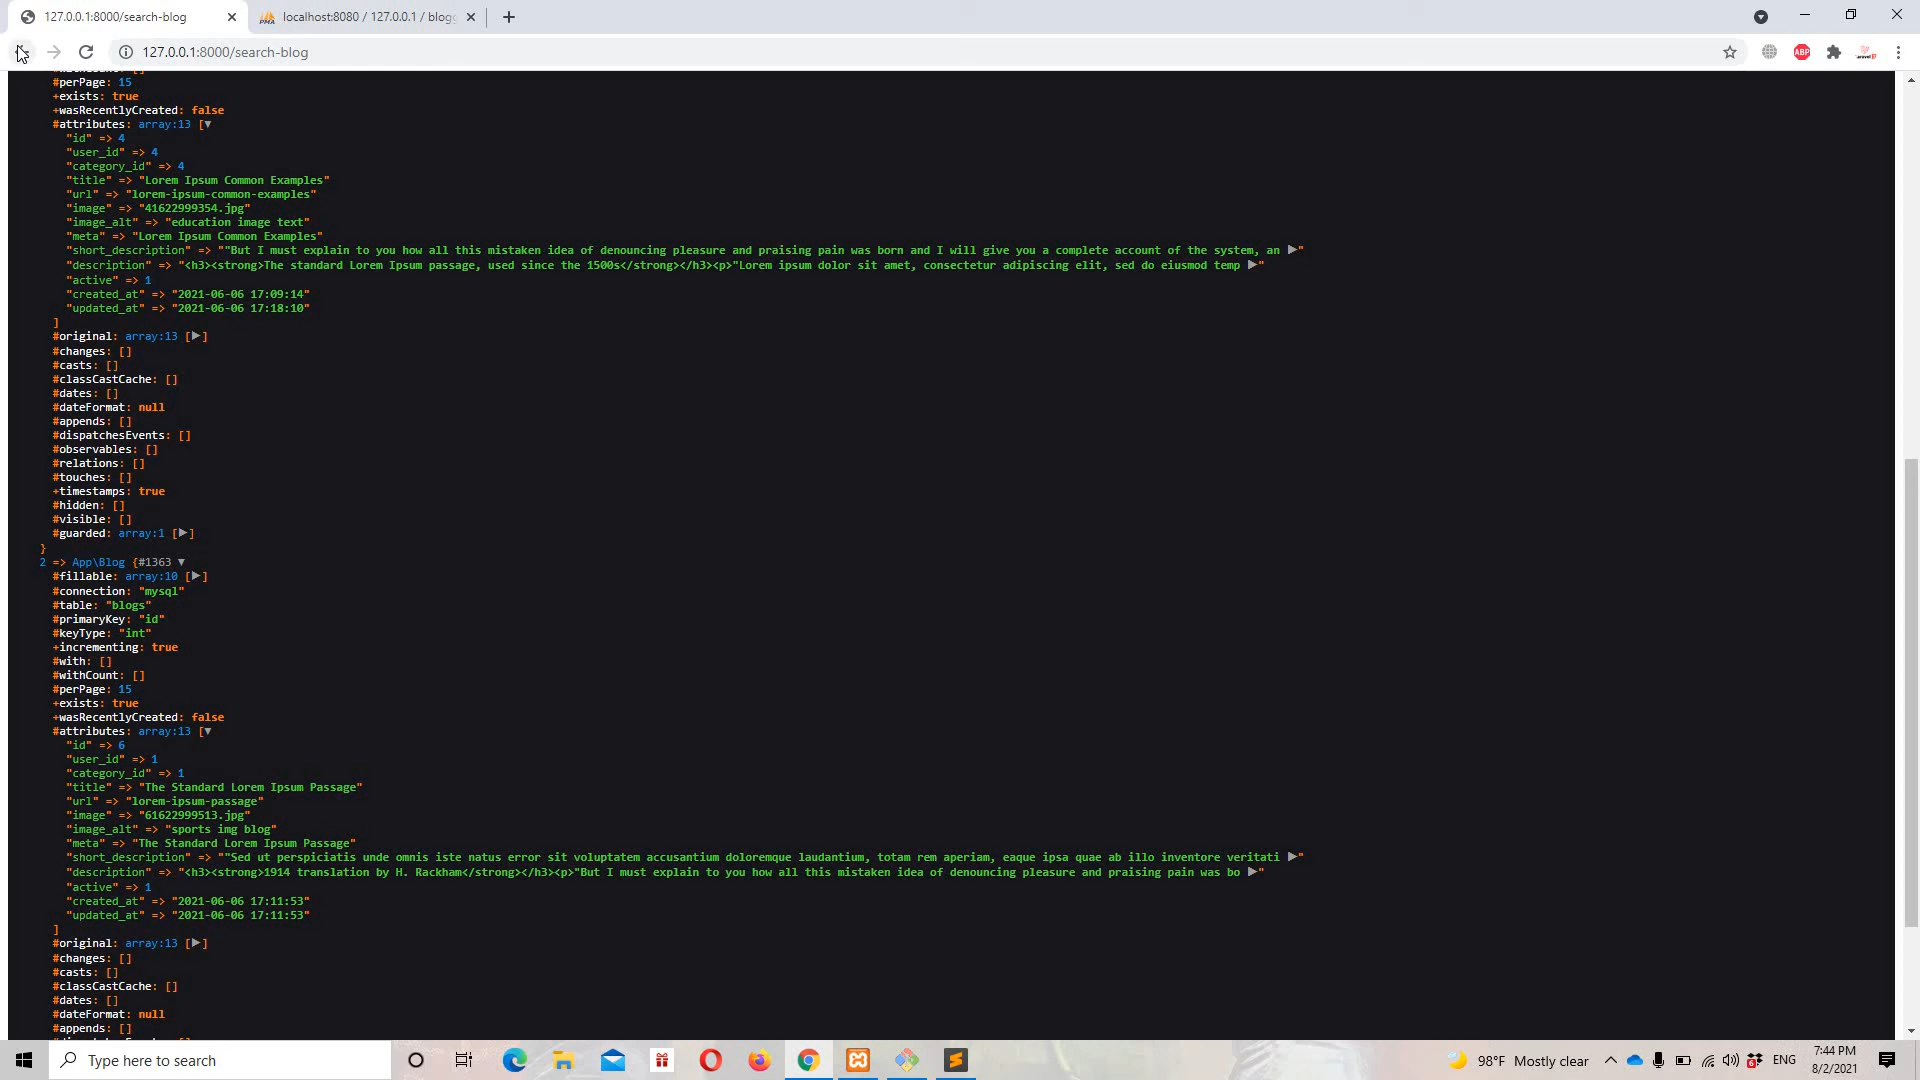 127.0.0.1:8000/search-blog
localhost:8080 / 127.0.0.1 / blog
127.0.0.1:8000/search-blog
#perPage: 15
+exists: true
+wasRecentlyCreated: false
#attributes: array:13 [▼
"id" => 4
"user_id" => 4
"category_id" => 4
"title" => "Lorem Ipsum Common Examples"
"url" => "lorem-ipsum-common-examples"
"image" => "41622999354.jpg"
"image_alt" => "education image text"
"meta" => "Lorem Ipsum Common Examples"
"short_description" => ""But I must explain to you how all this mistaken idea of denouncing pleasure and praising pain was born and I will give you a complete account of the system, an ▶"
"description" => "<h3><strong>The standard Lorem Ipsum passage, used since the 1500s</strong></h3><p>"Lorem ipsum dolor sit amet, consectetur adipiscing elit, sed do eiusmod temp ▶"
"active" => 1
"created_at" => "2021-06-06 17:09:14"
"updated_at" => "2021-06-06 17:18:10"
]
#original: array:13 [▶]
#changes: []
#casts: []
#classCastCache: []
#dates: []
#dateFormat: null
#appends: []
#dispatchesEvents: []
#observables: []
#relations: []
#touches: []
+timestamps: true
#hidden: []
#visible: []
#guarded: array:1 [▶]
}
2 => App\Blog {#1363 ▼
#fillable: array:10 [▶]
#connection: "mysql"
#table: "blogs"
#primaryKey: "id"
#keyType: "int"
+incrementing: true
#with: []
#withCount: []
#perPage: 15
+exists: true
+wasRecentlyCreated: false
#attributes: array:13 [▼
"id" => 6
"user_id" => 1
"category_id" => 1
"title" => "The Standard Lorem Ipsum Passage"
"url" => "lorem-ipsum-passage"
"image" => "61622999513.jpg"
"image_alt" => "sports img blog"
"meta" => "The Standard Lorem Ipsum Passage"
"short_description" => ""Sed ut perspiciatis unde omnis iste natus error sit voluptatem accusantium doloremque laudantium, totam rem aperiam, eaque ipsa quae ab illo inventore veritati ▶"
"description" => "<h3><strong>1914 translation by H. Rackham</strong></h3><p>"But I must explain to you how all this mistaken idea of denouncing pleasure and praising pain was bo ▶"
"active" => 1
"created_at" => "2021-06-06 17:11:53"
"updated_at" => "2021-06-06 17:11:53"
]
#original: array:13 [▶]
#changes: []
#casts: []
#classCastCache: []
#dates: []
#dateFormat: null
#appends: []
Type here to search
98°F Mostly clear
ENG
7:44 PM
8/2/2021